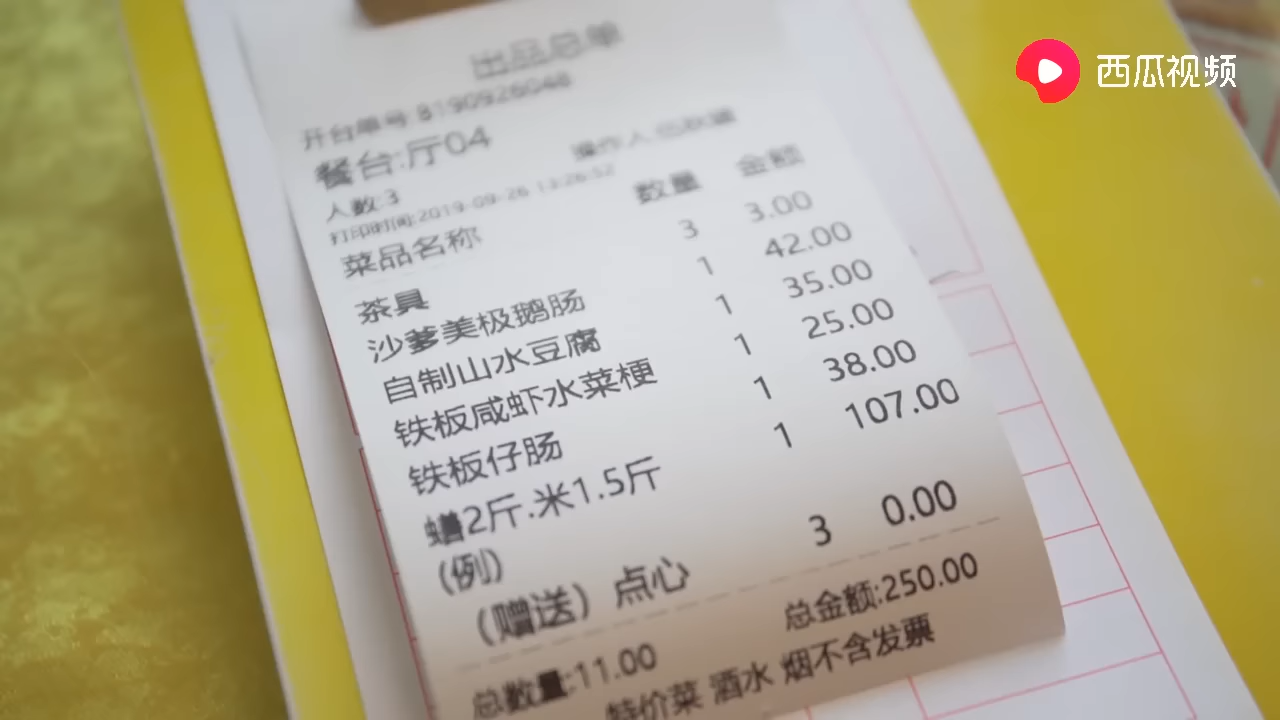 西瓜视频
出品总单
开台单号:8190926048
餐台:厅04
人数:3
打印时间:2019-09-26 13:26:52 操作人:
菜品名称 数量 金额
茶具 3 3.00
沙爹美极鹅肠 1 42.00
自制山水豆腐 1 35.00
铁板咸虾水菜梗 1 25.00
铁板仔肠 1 38.00
2斤.米1.5斤 1 107.00
(例)
(赠送) 点心 3 0.00
总数量:11.00 总金额:250.00
特价菜 酒水 烟不含发票